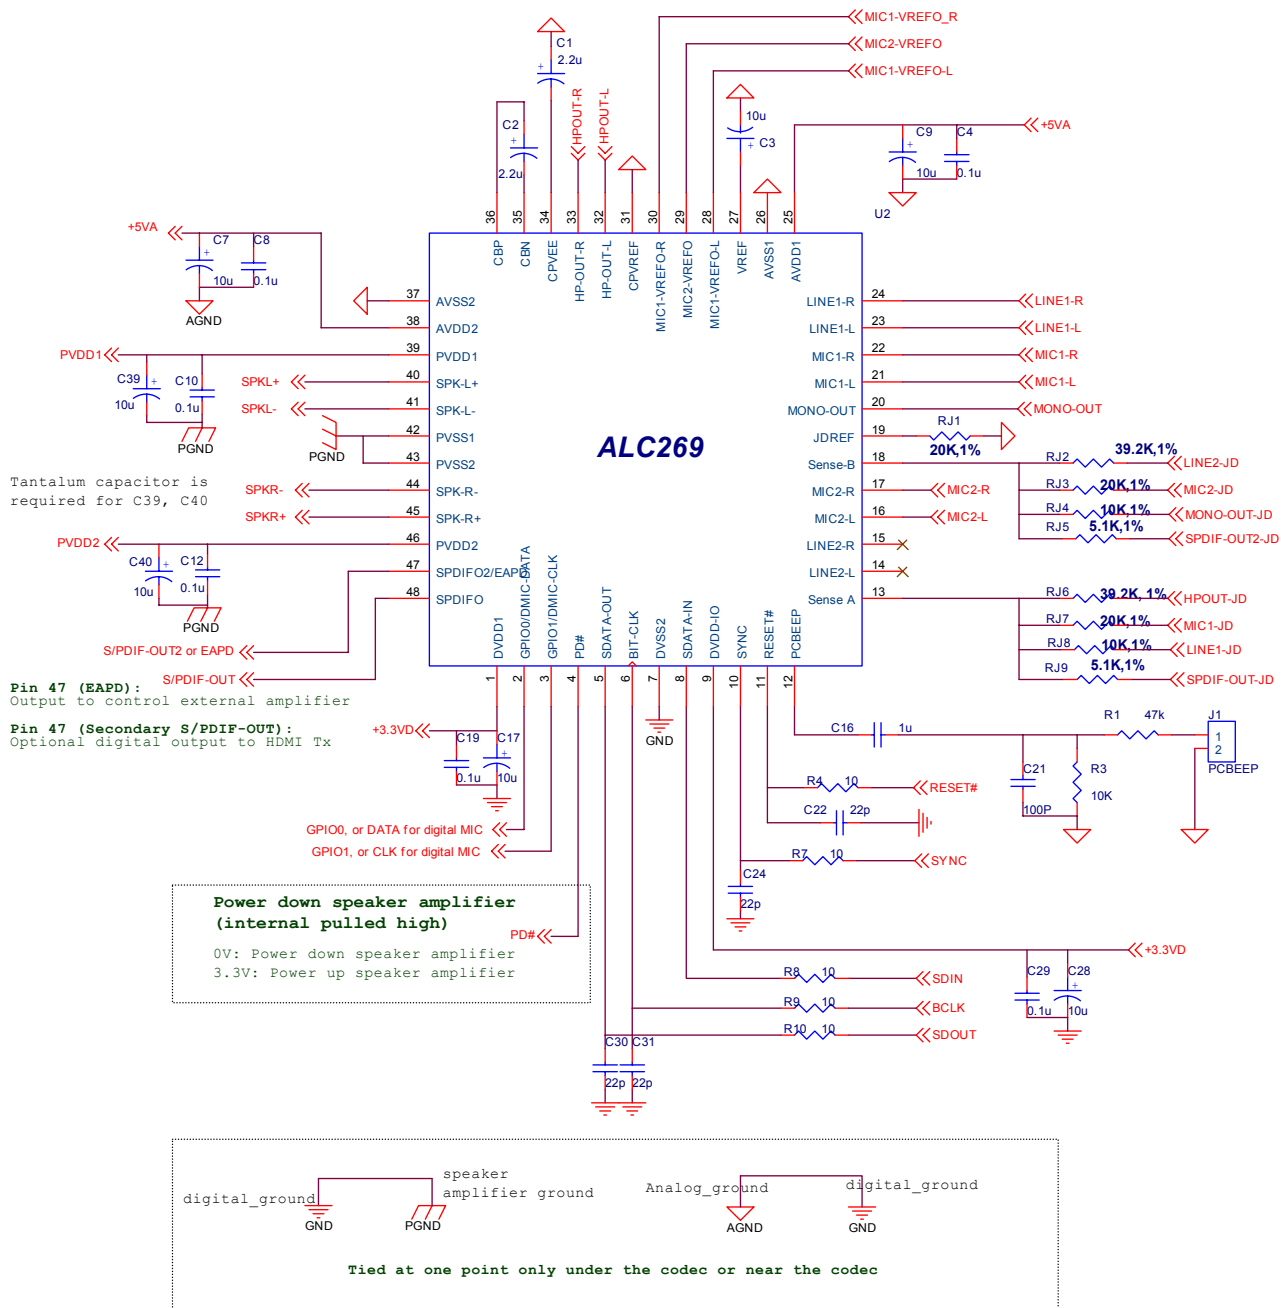 MIC1-VREFO_R
C1
2.2u
MIC2-VREFO
MIC1-VREFO-L
HPOUT-R
HPOUT-L
C2
2.2u
10u
C3
+5VA
C9
C4
10u
0.1u
U2
36
35
34
33
32
31
30
29
28
27
26
25
CBP
CBN
CPVEE
HP-OUT-R
HP-OUT-L
CPVREF
MIC1-VREFO-R
MIC2-VREFO
MIC1-VREFO-L
VREF
AVSS1
AVDD1
+5VA
C7
C8
10u
0.1u
AGND
37 AVSS2
38 AVDD2
PVDD1
39 PVDD1
C39
C10
10u
0.1u
PGND
SPKL+
40 SPK-L+
SPKL-
41 SPK-L-
42 PVSS1
PGND
43 PVSS2
Tantalum capacitor is
required for C39, C40
SPKR-
44 SPK-R-
SPKR+
45 SPK-R+
PVDD2
46 PVDD2
C40
C12
10u
0.1u
PGND
47 SPDIFO2/EAPD
48 SPDIFO
S/PDIF-OUT2 or EAPD
S/PDIF-OUT
ALC269
LINE1-R 24 LINE1-R
LINE1-L 23 LINE1-L
MIC1-R 22 MIC1-R
MIC1-L 21 MIC1-L
MONO-OUT 20 MONO-OUT
JDREF 19
RJ1
20K,1%
Sense-B 18
RJ2 39.2K,1% LINE2-JD
RJ3 20K,1% MIC2-JD
RJ4 10K,1% MONO-OUT-JD
RJ5 5.1K,1% SPDIF-OUT2-JD
MIC2-R 17 MIC2-R
MIC2-L 16 MIC2-L
LINE2-R 15
LINE2-L 14
Sense A 13
RJ6 39.2K, 1% HPOUT-JD
RJ7 20K,1% MIC1-JD
RJ8 10K,1% LINE1-JD
RJ9 5.1K,1% SPDIF-OUT-JD
DVDD1
GPIO0/DMIC-DATA
GPIO1/DMIC-CLK
PD#
SDATA-OUT
BIT-CLK
DVSS2
SDATA-IN
DVDD-IO
SYNC
RESET#
PCBEEP
1
2
3
4
5
6
7
8
9
10
11
12
Pin 47 (EAPD):
Output to control external amplifier
Pin 47 (Secondary S/PDIF-OUT):
Optional digital output to HDMI Tx
+3.3VD
C19
C17
0.1u
10u
GND
C16
1u
R1
47k
J1
1
2
PCBEEP
C21
100P
R3
10K
R4 10 RESET#
C22 22p
R7 10 SYNC
C24
22p
GPIO0, or DATA for digital MIC
GPIO1, or CLK for digital MIC
Power down speaker amplifier
(internal pulled high)
PD#
0V: Power down speaker amplifier
3.3V: Power up speaker amplifier
+3.3VD
C29
C28
0.1u
10u
R8 10 SDIN
R9 10 BCLK
R10 10 SDOUT
C30
C31
22p
22p
digital_ground
GND
speaker
amplifier ground
PGND
Analog_ground
AGND
digital_ground
GND
Tied at one point only under the codec or near the codec